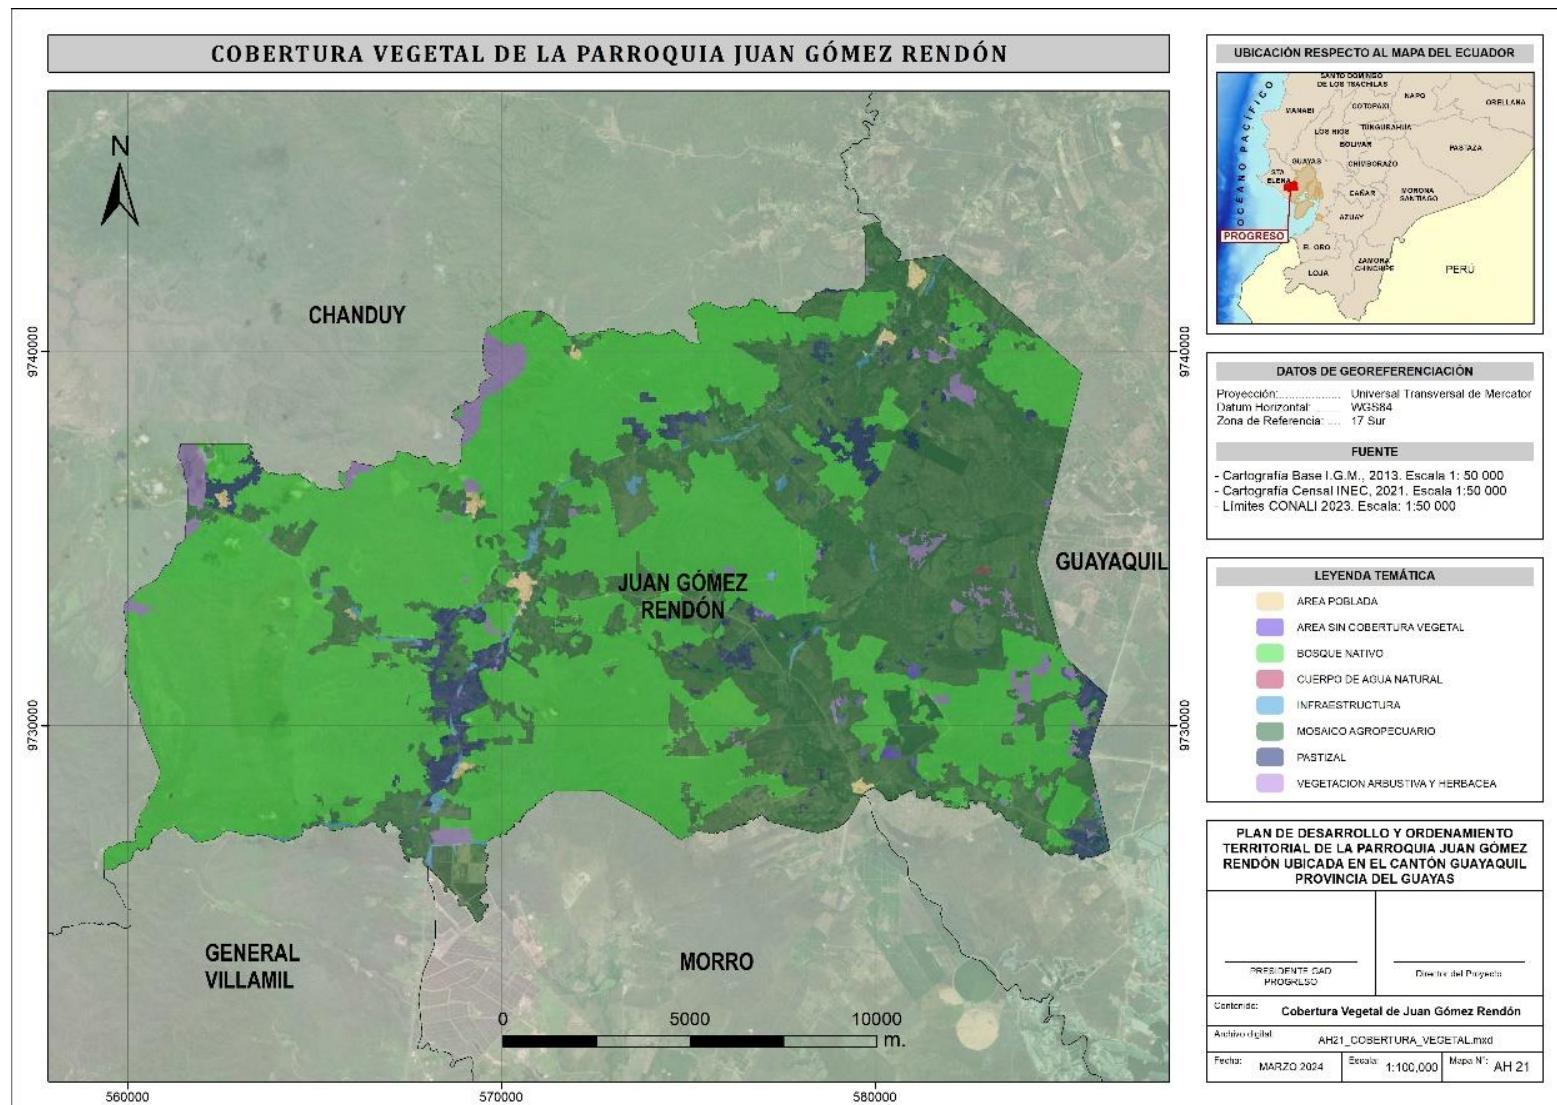 COBERTURA VEGETAL DE LA PARROQUIA JUAN GÓMEZ RENDÓN
N
CHANDUY
JUAN GÓMEZ
RENDÓN
GUAYAQUIL
GENERAL
VILLAMIL
MORRO
9740000
9730000
9740000
9730000
560000
570000
580000
0
5000
10000
m.
UBICACIÓN RESPECTO AL MAPA DEL ECUADOR
OCÉANO PACÍFICO
SANTO DOMINGO
DE LOS TSACHILAS
MANABI
COTOPAXI
NAPO
ORELLANA
LOS RIOS
TUNGURAHUA
BOLIVAR
PASTAZA
GUAYAS
CHIMBORAZO
STA
ELENA
CAÑAR
MORONA
SANTIAGO
AZUAY
PROGRESO
EL ORO
ZAMORA
CHINCHIPE
LOJA
PERÚ
DATOS DE GEOREFERENCIACIÓN
Proyección:................... Universal Transversal de Mercator
Datum Horizontal: ........ WGS84
Zona de Referencia: .... 17 Sur
FUENTE
- Cartografía Base I.G.M., 2013. Escala 1: 50 000
- Cartografía Censal INEC, 2021. Escala 1:50 000
- Límites CONALI 2023. Escala: 1:50 000
LEYENDA TEMÁTICA
AREA POBLADA
AREA SIN COBERTURA VEGETAL
BOSQUE NATIVO
CUERPO DE AGUA NATURAL
INFRAESTRUCTURA
MOSAICO AGROPECUARIO
PASTIZAL
VEGETACION ARBUSTIVA Y HERBACEA
PLAN DE DESARROLLO Y ORDENAMIENTO
TERRITORIAL DE LA PARROQUIA JUAN GÓMEZ
RENDÓN UBICADA EN EL CANTÓN GUAYAQUIL
PROVINCIA DEL GUAYAS
PRESIDENTE GAD
PROGRESO
Director del Proyecto
Contenido: Cobertura Vegetal de Juan Gómez Rendón
Archivo digital: AH21_COBERTURA_VEGETAL.mxd
Fecha: MARZO 2024 Escala: 1:100,000 Mapa N°: AH 21